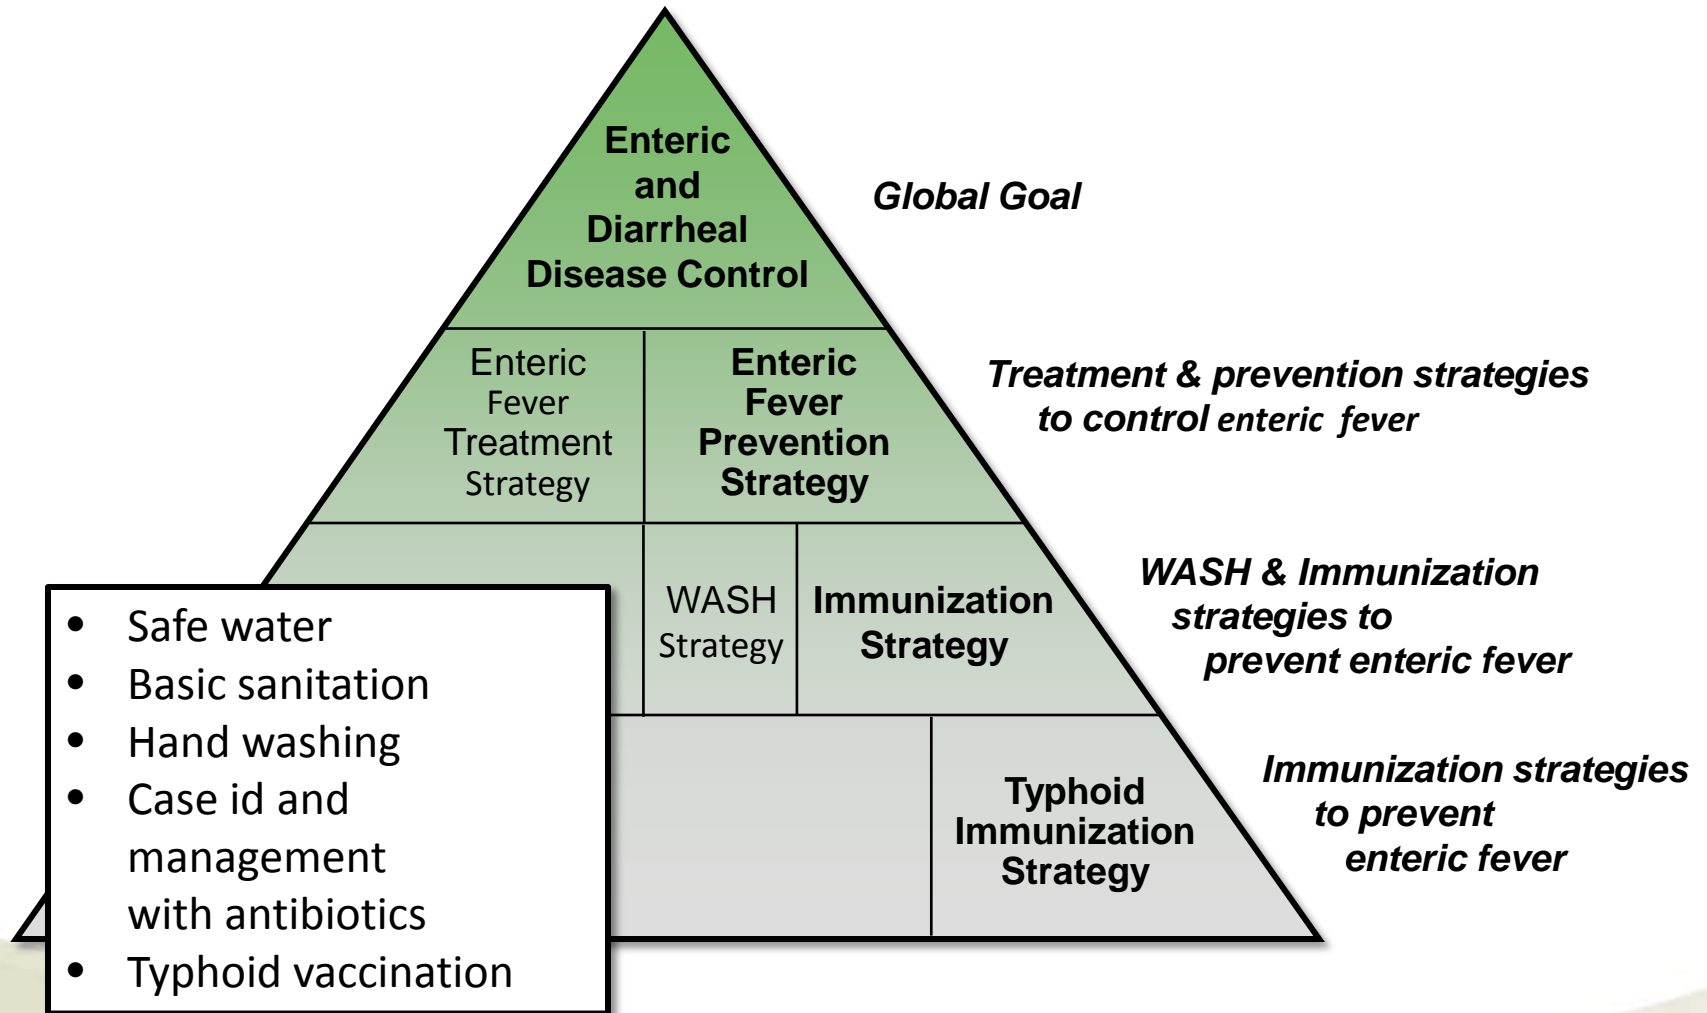 Enteric
and
Diarrheal
Disease Control
Global Goal
Enteric
Fever
Treatment
Strategy
Enteric
Fever
Prevention
Strategy
Treatment & prevention strategies
to control enteric fever
WASH
Strategy
Immunization
Strategy
WASH & Immunization
strategies to
prevent enteric fever
• Safe water
• Basic sanitation
• Hand washing
• Case id and
management
with antibiotics
• Typhoid vaccination
Typhoid
Immunization
Strategy
Immunization strategies
to prevent
enteric fever